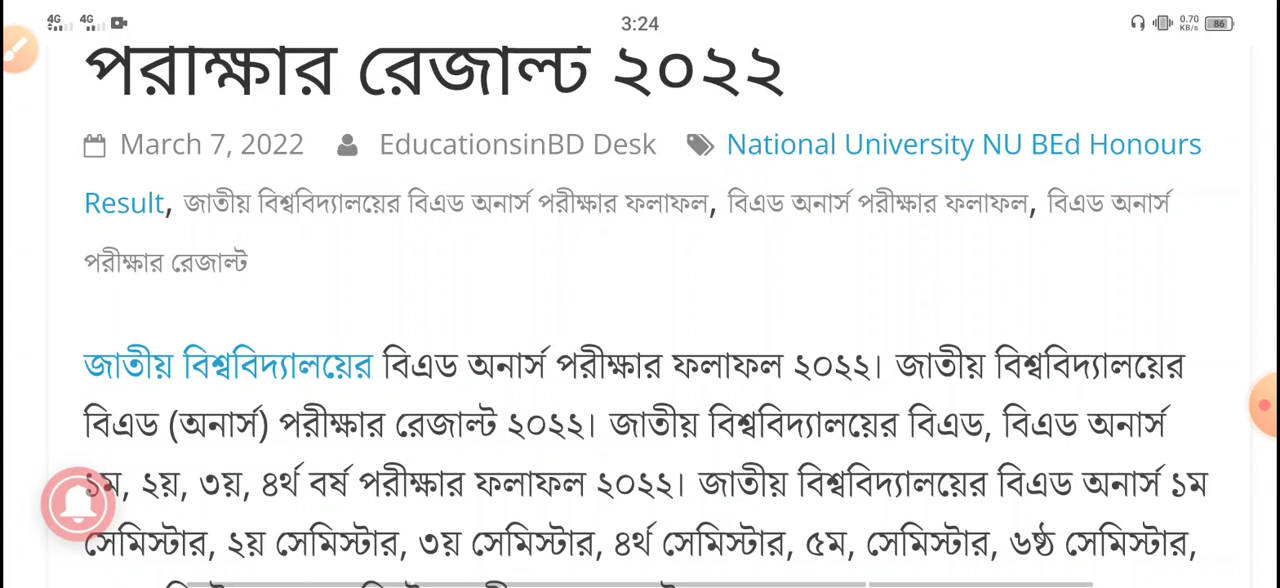 4G 4G 3:24 0.70 KB/s 86
পরীক্ষার রেজাল্ট ২০২২
March 7, 2022 EducationsinBD Desk National University NU BEd Honours
Result, জাতীয় বিশ্ববিদ্যালয়ের বিএড অনার্স পরীক্ষার ফলাফল, বিএড অনার্স পরীক্ষার ফলাফল, বিএড অনার্স
পরীক্ষার রেজাল্ট
জাতীয় বিশ্ববিদ্যালয়ের বিএড অনার্স পরীক্ষার ফলাফল ২০২২। জাতীয় বিশ্ববিদ্যালয়ের
বিএড (অনার্স) পরীক্ষার রেজাল্ট ২০২২। জাতীয় বিশ্ববিদ্যালয়ের বিএড, বিএড অনার্স
১ম, ২য়, ৩য়, ৪র্থ বর্ষ পরীক্ষার ফলাফল ২০২২। জাতীয় বিশ্ববিদ্যালয়ের বিএড অনার্স ১ম
সেমিস্টার, ২য় সেমিস্টার, ৩য় সেমিস্টার, ৪র্থ সেমিস্টার, ৫ম, সেমিস্টার, ৬ষ্ঠ সেমিস্টার,